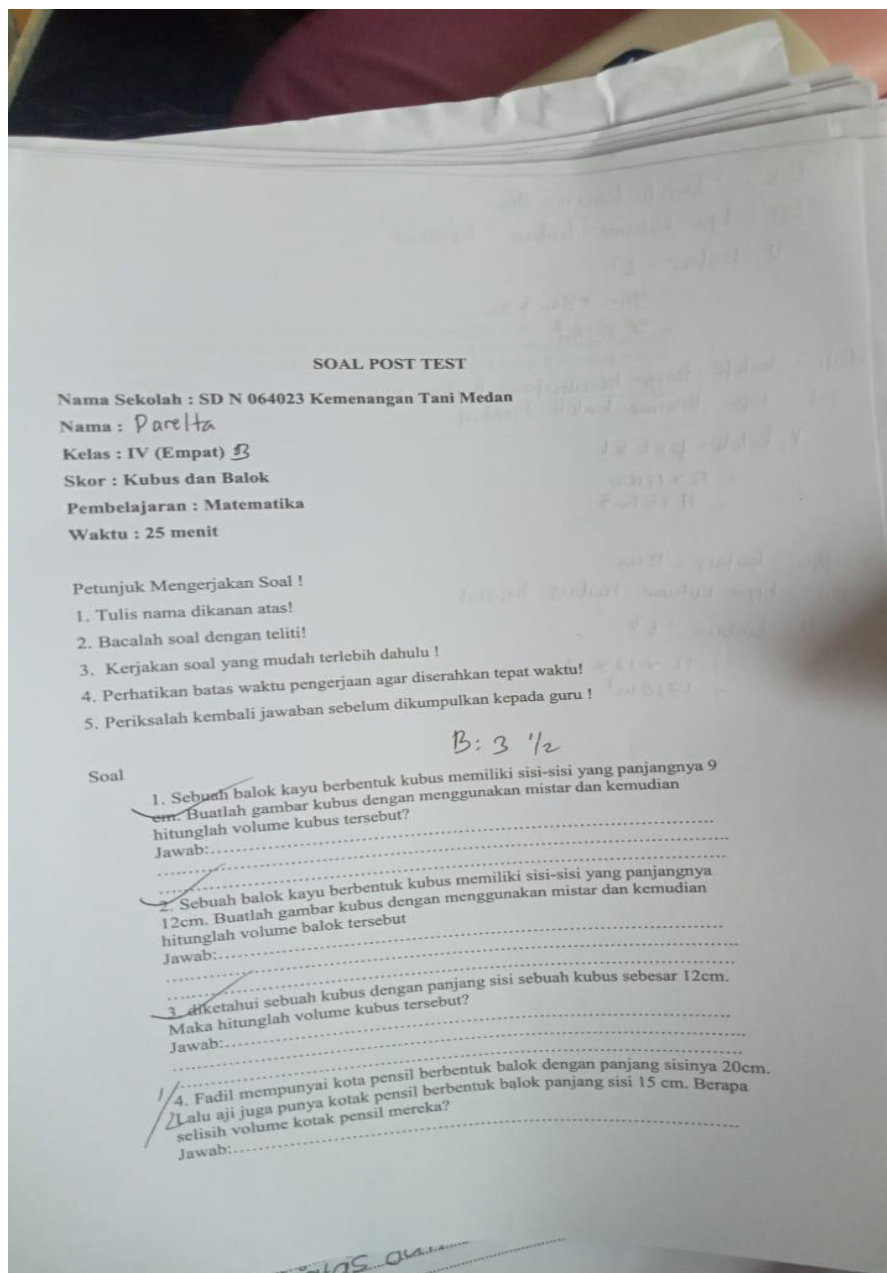 SOAL POST TEST
Nama Sekolah : SD N 064023 Kemenangan Tani Medan
Nama : Parelta
Kelas : IV (Empat) B
Skor : Kubus dan Balok
Pembelajaran : Matematika
Waktu : 25 menit
Petunjuk Mengerjakan Soal !
1. Tulis nama dikanan atas!
2. Bacalah soal dengan teliti!
3. Kerjakan soal yang mudah terlebih dahulu !
4. Perhatikan batas waktu pengerjaan agar diserahkan tepat waktu!
5. Periksalah kembali jawaban sebelum dikumpulkan kepada guru !
B: 3 1/2
Soal
1. Sebuah balok kayu berbentuk kubus memiliki sisi-sisi yang panjangnya 9
cm. Buatlah gambar kubus dengan menggunakan mistar dan kemudian
hitunglah volume kubus tersebut?
Jawab:
2. Sebuah balok kayu berbentuk kubus memiliki sisi-sisi yang panjangnya
12cm. Buatlah gambar kubus dengan menggunakan mistar dan kemudian
hitunglah volume balok tersebut
Jawab:
3. diketahui sebuah kubus dengan panjang sisi sebuah kubus sebesar 12cm.
Maka hitunglah volume kubus tersebut?
Jawab:
1/2
4. Fadil mempunyai kota pensil berbentuk balok dengan panjang sisinya 20cm.
Lalu aji juga punya kotak pensil berbentuk balok panjang sisi 15 cm. Berapa
selisih volume kotak pensil mereka?
Jawab: